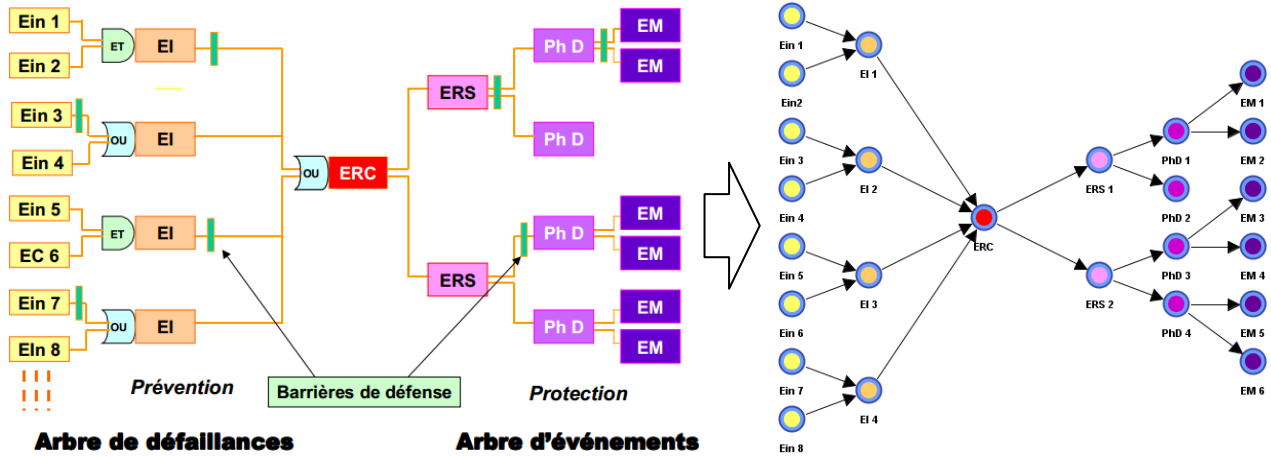 Ein 1
Ein 2
ET
EI
Ein 3
Ein 4
OU
EI
Ein 5
EC 6
ET
EI
Ein 7
EIn 8
OU
EI
OU
ERC
ERS
ERS
Ph D
Ph D
Ph D
Ph D
EM
EM
EM
EM
EM
EM
Prévention
Barrières de défense
Protection
Arbre de défaillances
Arbre d'événements
Ein 1
Ein2
EI 1
Ein 3
Ein 4
EI 2
Ein 5
Ein 6
EI 3
Ein 7
Ein 8
EI 4
ERC
ERS 1
ERS 2
PhD 1
PhD 2
PhD 3
PhD 4
EM 1
EM 2
EM 3
EM 4
EM 5
EM 6